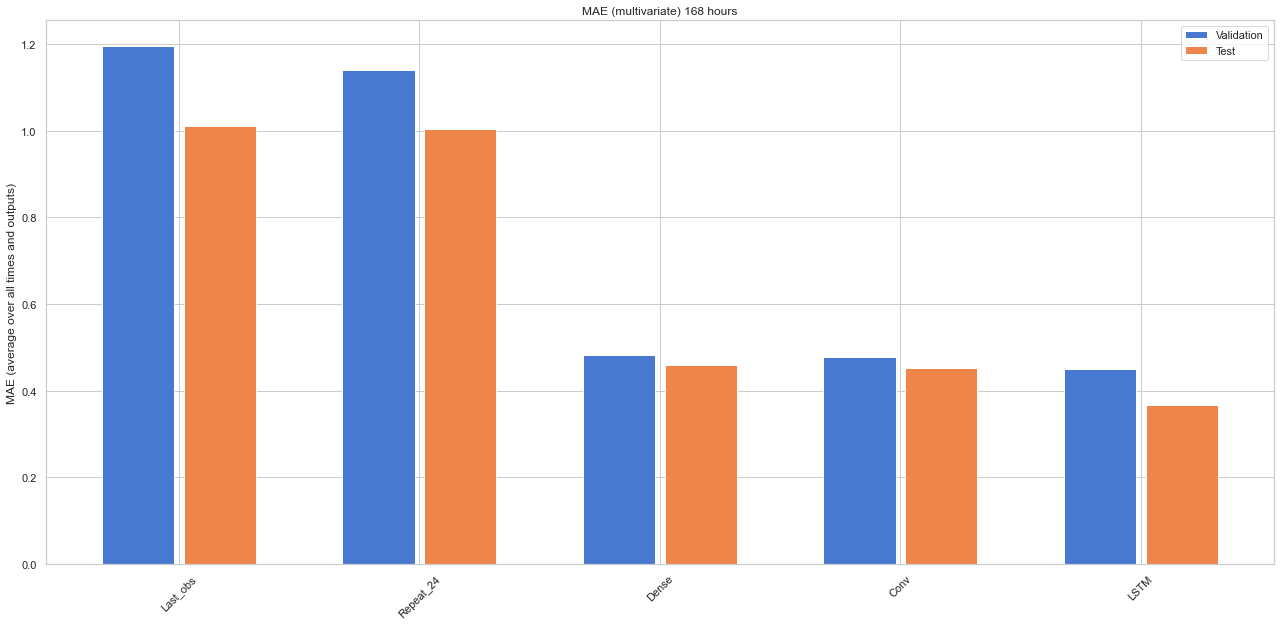 MAE (multivariate) 168 hours
Validation
Test
MAE (average over all times and outputs)
1.2
1.0
0.8
0.6
0.4
0.2
0.0
Last_obs
Repeat_24
Dense
Conv
LSTM